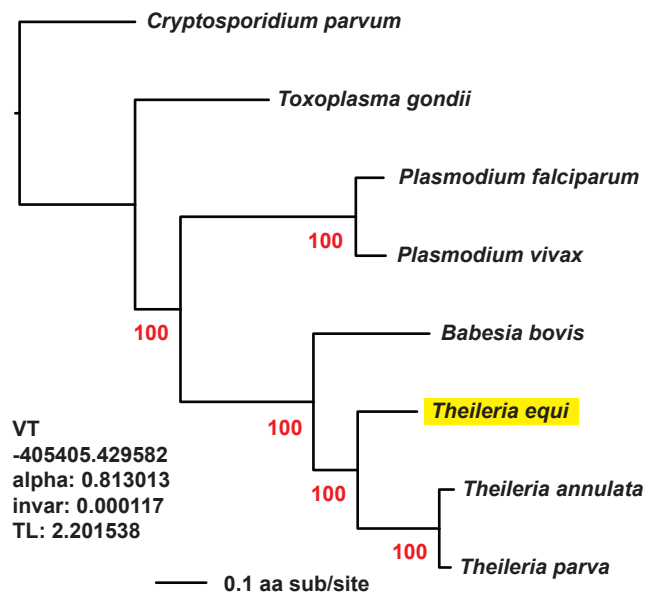 Cryptosporidium parvum
Toxoplasma gondii
Plasmodium falciparum
100
Plasmodium vivax
100
Babesia bovis
Theileria equi
VT
-405405.429582
100
alpha: 0.813013
invar: 0.000117
Theileria annulata
100
TL: 2.201538
100
Theileria parva
0.1 aa sub/site